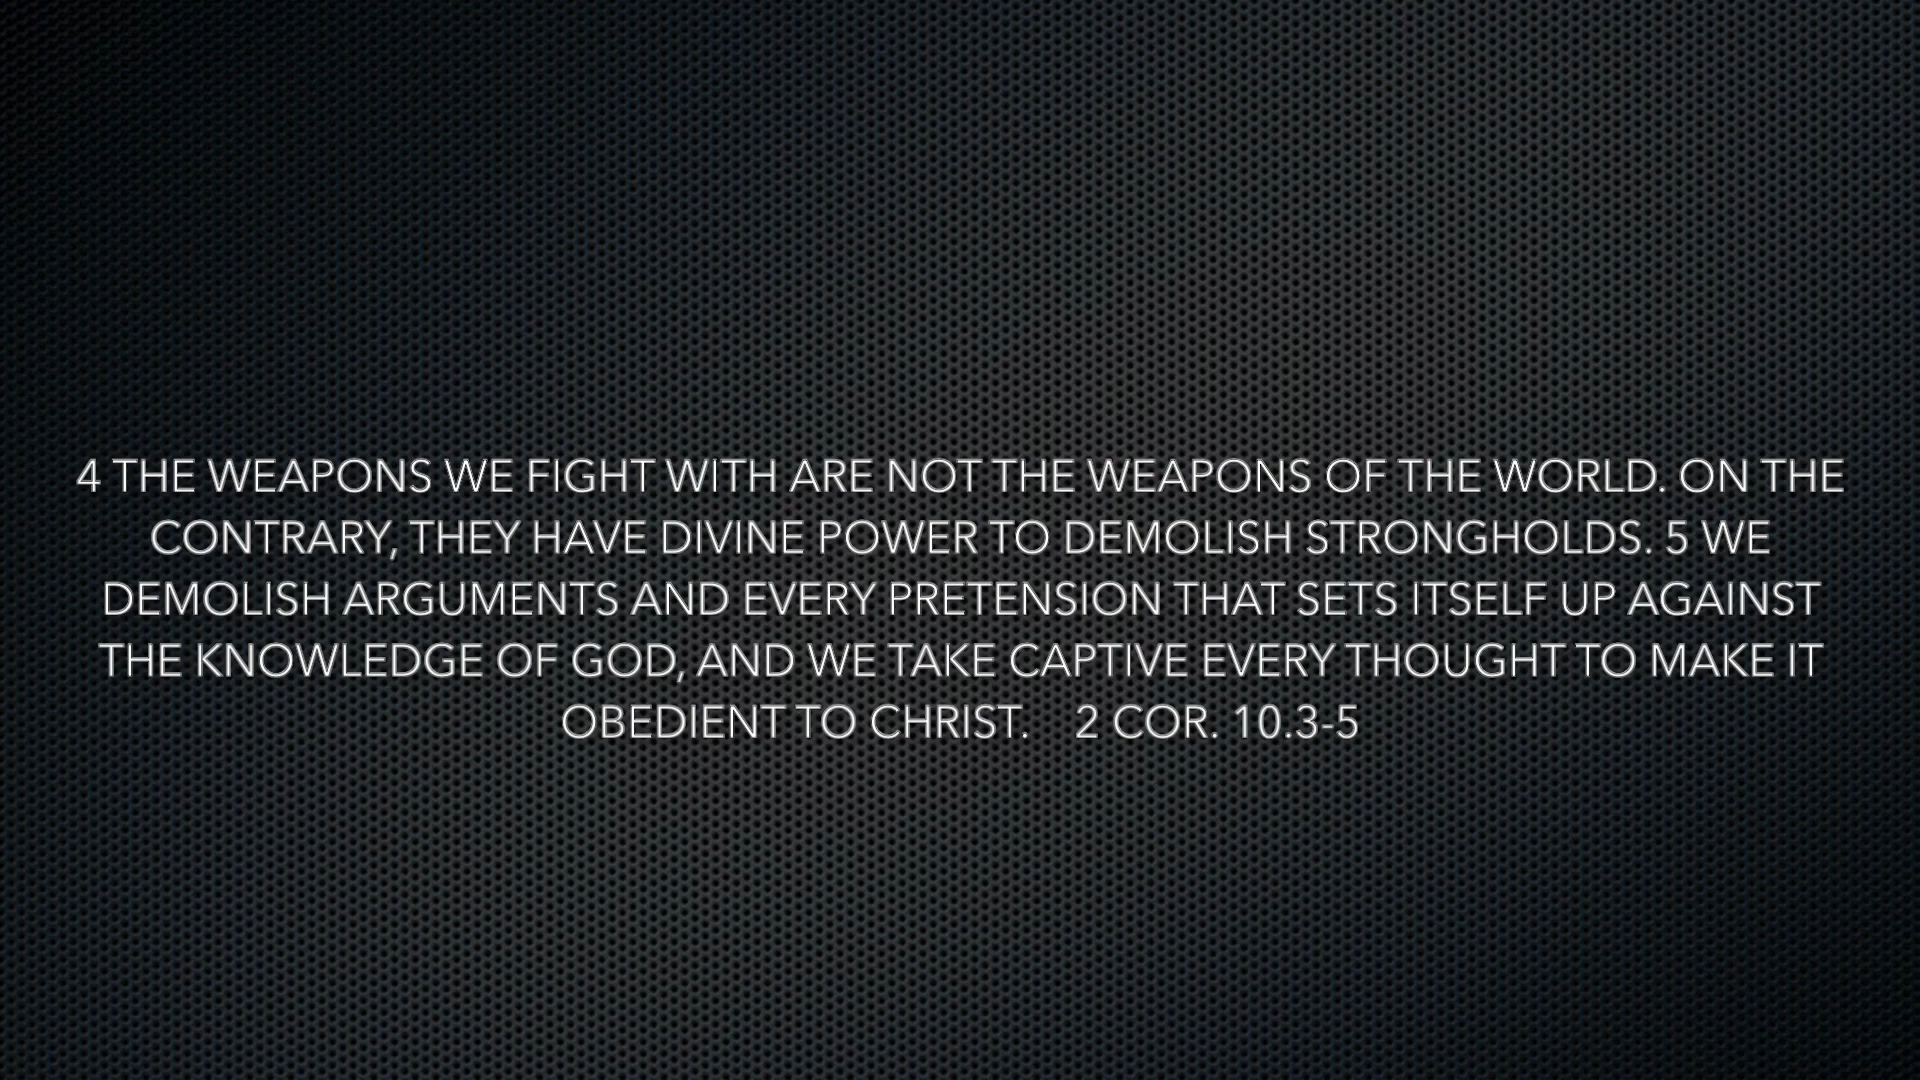 4 THE WEAPONS WE FIGHT WITH ARE NOT THE WEAPONS OF THE WORLD. ON THE
CONTRARY, THEY HAVE DIVINE POWER TO DEMOLISH STRONGHOLDS. 5 WE
DEMOLISH ARGUMENTS AND EVERY PRETENSION THAT SETS ITSELF UP AGAINST
THE KNOWLEDGE OF GOD, AND WE TAKE CAPTIVE EVERY THOUGHT TO MAKE IT
OBEDIENT TO CHRIST. 2 COR. 10.3-5